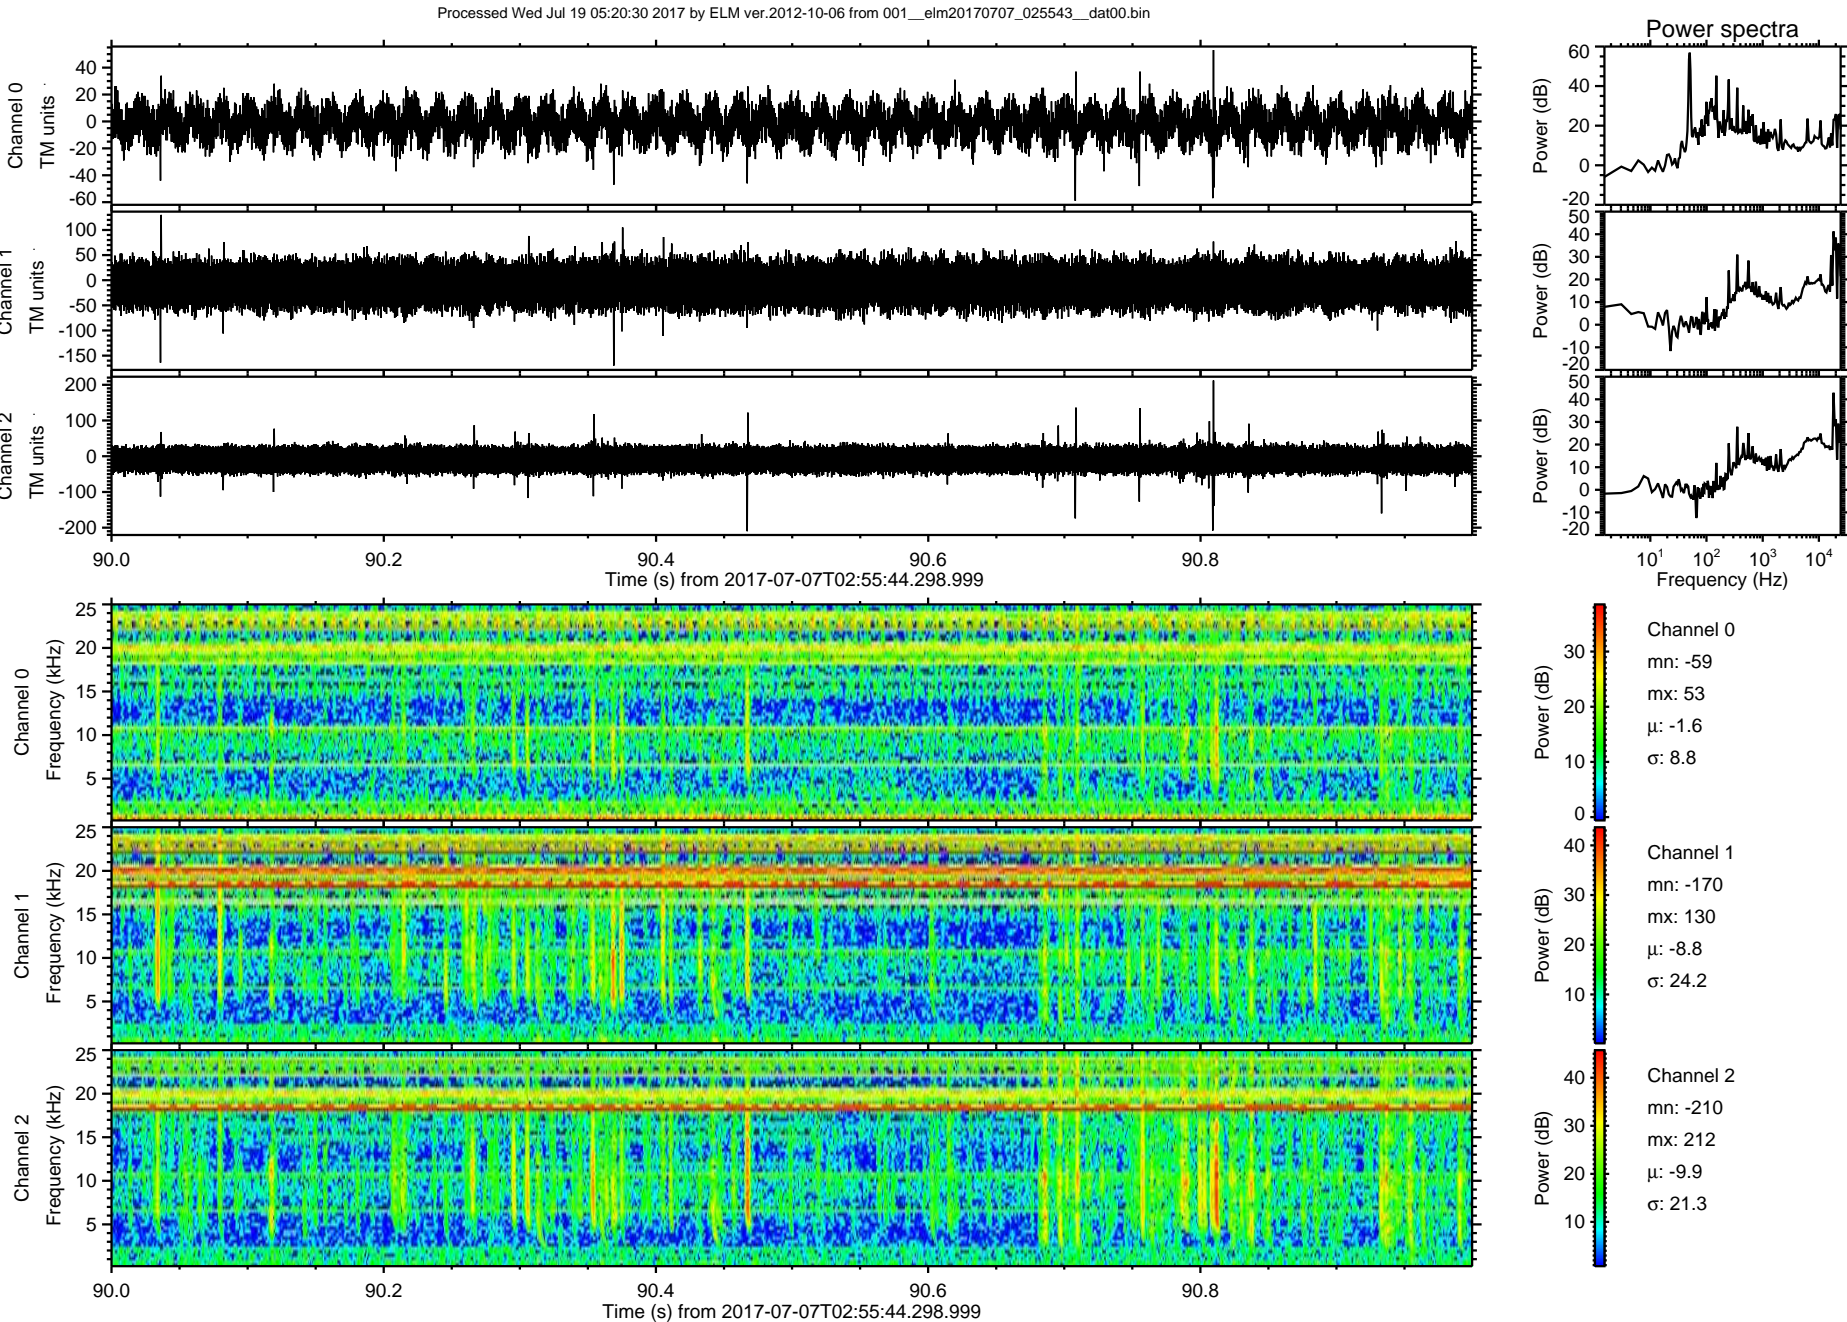 Processed Wed Jul 19 05:20:30 2017 by ELM ver.2012-10-06 from 001__elm20170707_025543__dat00.bin
Power spectra
Channel 0
TM units
40
20
0
-20
-40
-60
Power (dB)
60
40
20
0
-20
Channel 1
TM units
100
50
0
-50
-100
-150
Power (dB)
50
40
30
20
10
0
-10
-20
Channel 2
TM units
200
100
0
-100
-200
Power (dB)
50
40
30
20
10
0
-10
-20
90.0 90.2 90.4 90.6 90.8
Time (s) from 2017-07-07T02:55:44.298.999
10¹ 10² 10³ 10⁴
Frequency (Hz)
Channel 0
Frequency (kHz)
25
20
15
10
5
Power (dB)
30
20
10
0
Channel 0
mn: -59
mx: 53
μ: -1.6
σ: 8.8
Channel 1
Frequency (kHz)
25
20
15
10
5
Power (dB)
40
30
20
10
Channel 1
mn: -170
mx: 130
μ: -8.8
σ: 24.2
Channel 2
Frequency (kHz)
25
20
15
10
5
Power (dB)
40
30
20
10
Channel 2
mn: -210
mx: 212
μ: -9.9
σ: 21.3
90.0 90.2 90.4 90.6 90.8
Time (s) from 2017-07-07T02:55:44.298.999